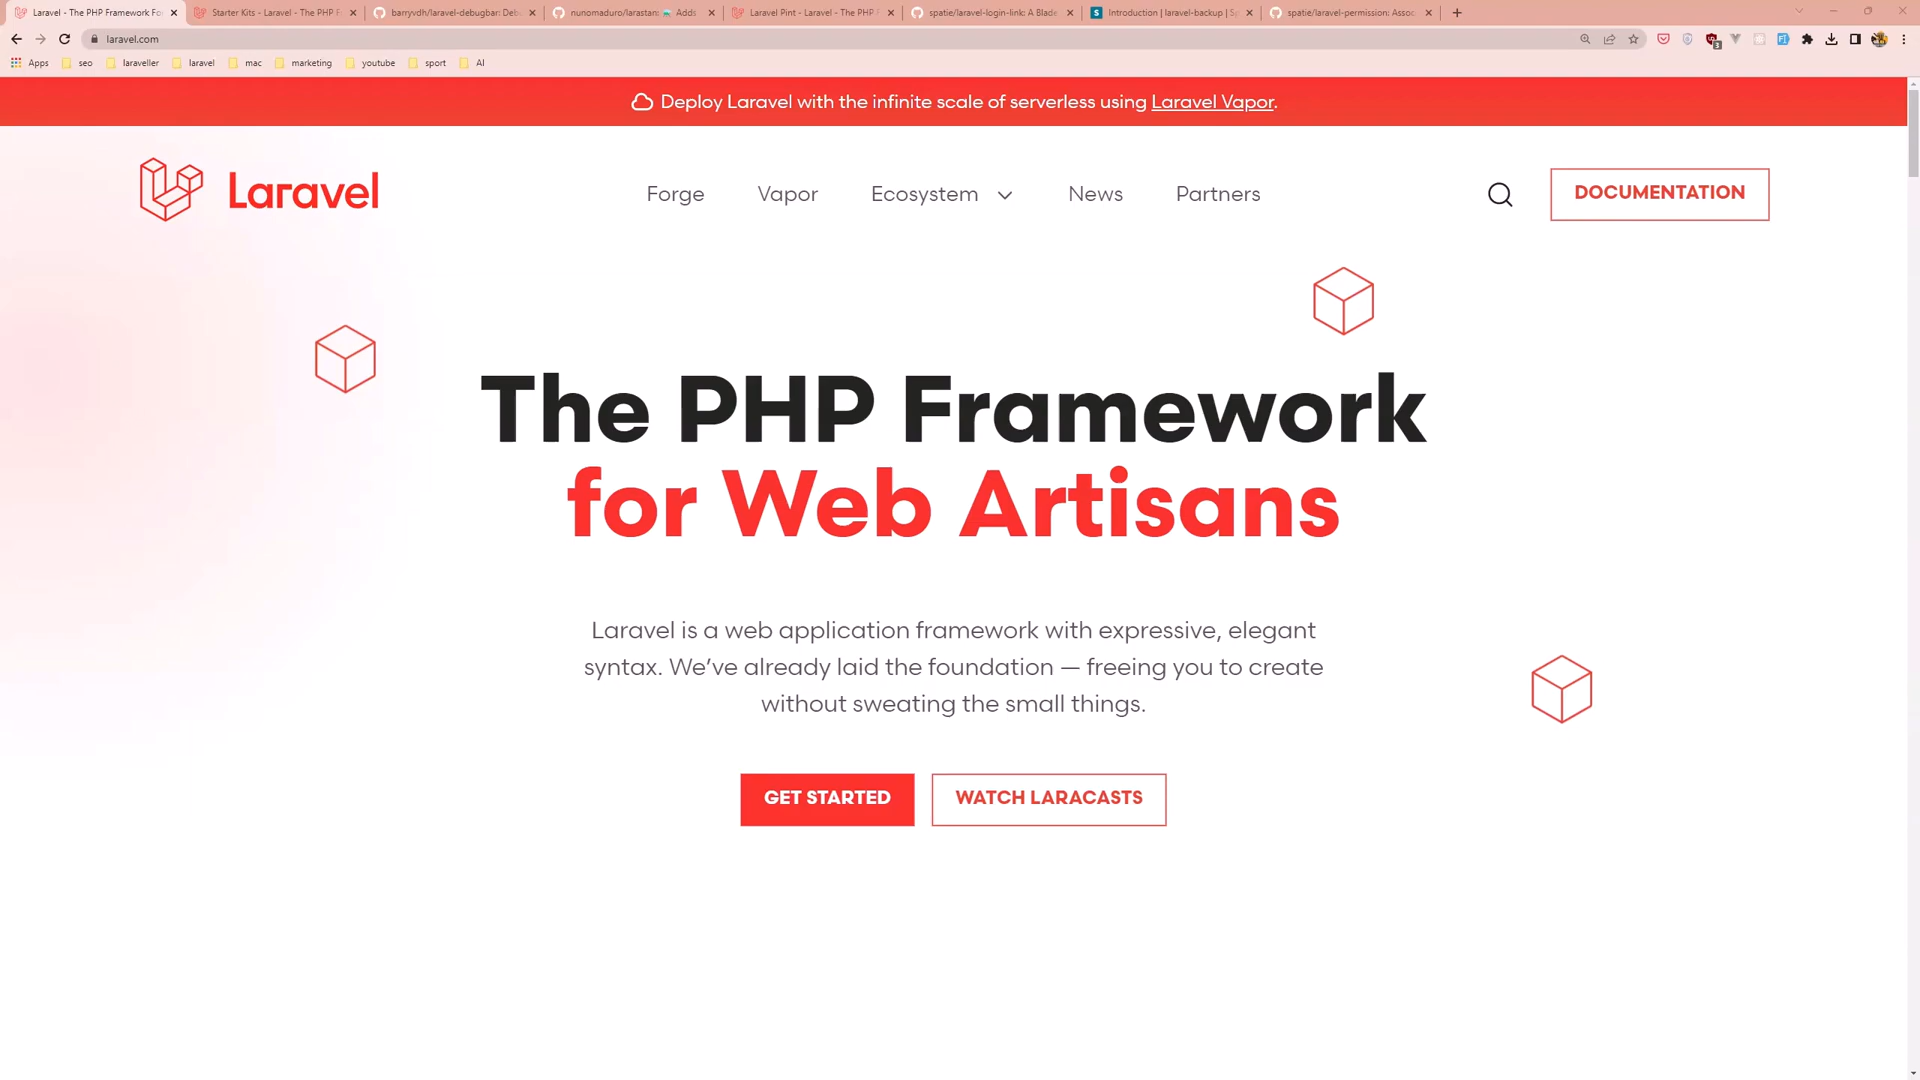 Laravel - The PHP Framework Fo
Starter Kits - Laravel - The PHP F
barryvdh/laravel-debugbar: Deb
nunomaduro/larastan: Adds
Laravel Pint - Laravel - The PHP F
spatie/laravel-login-link: A Blade
Introduction | laravel-backup | Sp
spatie/laravel-permission: Assoc
laravel.com
3
Apps
seo
laraveller
laravel
mac
marketing
youtube
sport
AI
Deploy Laravel with the infinite scale of serverless using Laravel Vapor.
Laravel
Forge
Vapor
Ecosystem
News
Partners
DOCUMENTATION
The PHP Framework
for Web Artisans
Laravel is a web application framework with expressive, elegant
syntax. We’ve already laid the foundation — freeing you to create
without sweating the small things.
GET STARTED
WATCH LARACASTS